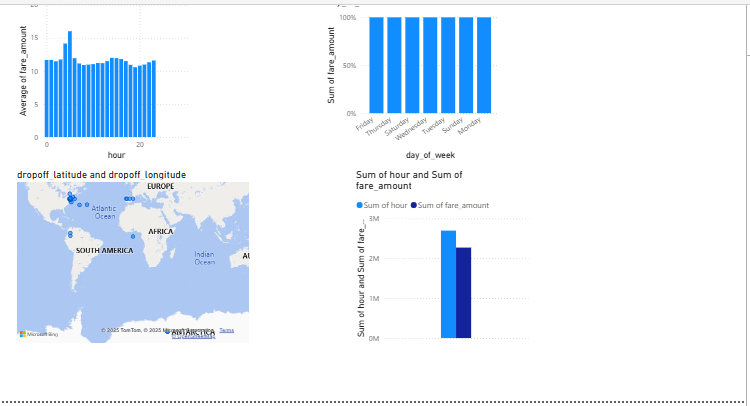 20
15
10
5
0
Average of fare_amount
0 20
hour
100%
50%
0%
Sum of fare_amount
Friday Thursday Saturday Wednesday Tuesday Sunday Monday
day_of_week
dropoff_latitude and dropoff_longitude
EUROPE
Atlantic
Ocean
AFRICA
SOUTH AMERICA
Indian
Ocean
AU
ANTARCTICA
Microsoft Bing
© 2025 TomTom, © 2025 Microsoft Corporation Terms
© OpenStreetMap
Sum of hour and Sum of
fare_amount
Sum of hour Sum of fare_amount
3M
2M
1M
0M
Sum of hour and Sum of fare_